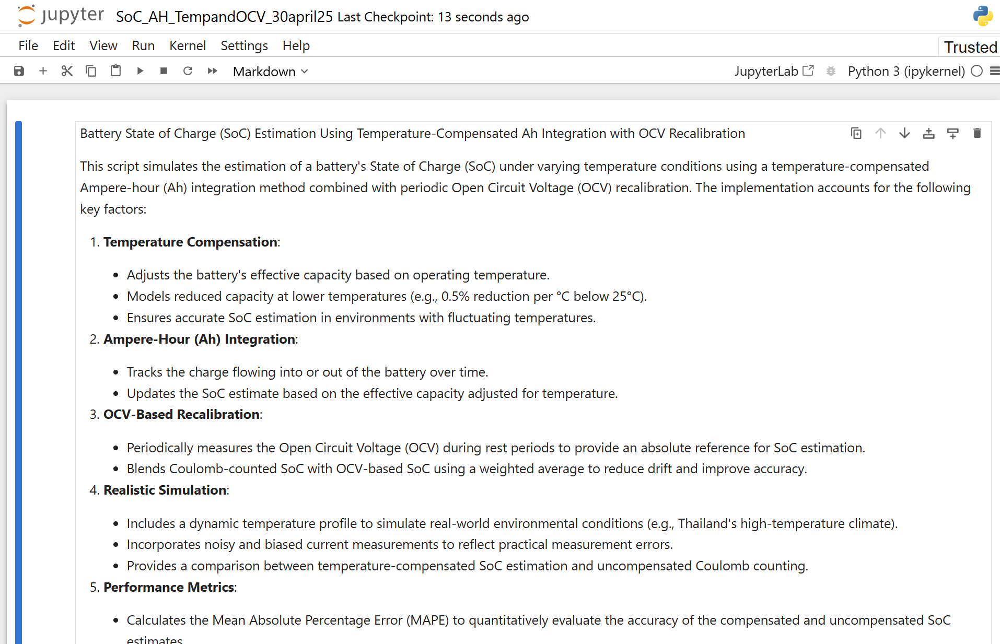 jupyter SoC_AH_TempandOCV_30april25 Last Checkpoint: 13 seconds ago
File Edit View Run Kernel Settings Help Trusted
Markdown JupyterLab Python 3 (ipykernel)
Battery State of Charge (SoC) Estimation Using Temperature-Compensated Ah Integration with OCV Recalibration
This script simulates the estimation of a battery's State of Charge (SoC) under varying temperature conditions using a temperature-compensated
Ampere-hour (Ah) integration method combined with periodic Open Circuit Voltage (OCV) recalibration. The implementation accounts for the following
key factors:
1. Temperature Compensation:
• Adjusts the battery's effective capacity based on operating temperature.
• Models reduced capacity at lower temperatures (e.g., 0.5% reduction per °C below 25°C).
• Ensures accurate SoC estimation in environments with fluctuating temperatures.
2. Ampere-Hour (Ah) Integration:
• Tracks the charge flowing into or out of the battery over time.
• Updates the SoC estimate based on the effective capacity adjusted for temperature.
3. OCV-Based Recalibration:
• Periodically measures the Open Circuit Voltage (OCV) during rest periods to provide an absolute reference for SoC estimation.
• Blends Coulomb-counted SoC with OCV-based SoC using a weighted average to reduce drift and improve accuracy.
4. Realistic Simulation:
• Includes a dynamic temperature profile to simulate real-world environmental conditions (e.g., Thailand's high-temperature climate).
• Incorporates noisy and biased current measurements to reflect practical measurement errors.
• Provides a comparison between temperature-compensated SoC estimation and uncompensated Coulomb counting.
5. Performance Metrics:
• Calculates the Mean Absolute Percentage Error (MAPE) to quantitatively evaluate the accuracy of the compensated and uncompensated SoC
estimates.